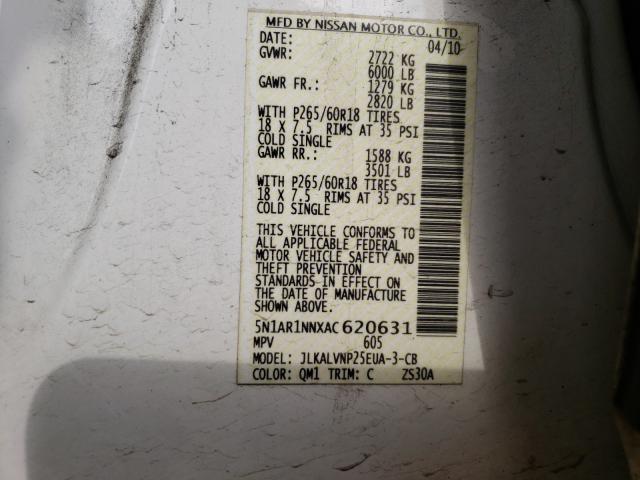 MFD BY NISSAN MOTOR CO., LTD.
DATE: 04/10
GVWR: 2722 KG
6000 LB
GAWR FR.: 1279 KG
2820 LB
WITH P265/60R18 TIRES
18 X 7.5 RIMS AT 35 PSI
COLD SINGLE
GAWR RR.: 1588 KG
3501 LB
WITH P265/60R18 TIRES
18 X 7.5 RIMS AT 35 PSI
COLD SINGLE
THIS VEHICLE CONFORMS TO
ALL APPLICABLE FEDERAL
MOTOR VEHICLE SAFETY AND
THEFT PREVENTION
STANDARDS IN EFFECT ON
THE DATE OF MANUFACTURE
SHOWN ABOVE.
5N1AR1NNXAC620631
MPV 605
MODEL: JLKALVNP25EUA-3-CB
COLOR: QM1 TRIM: C ZS30A